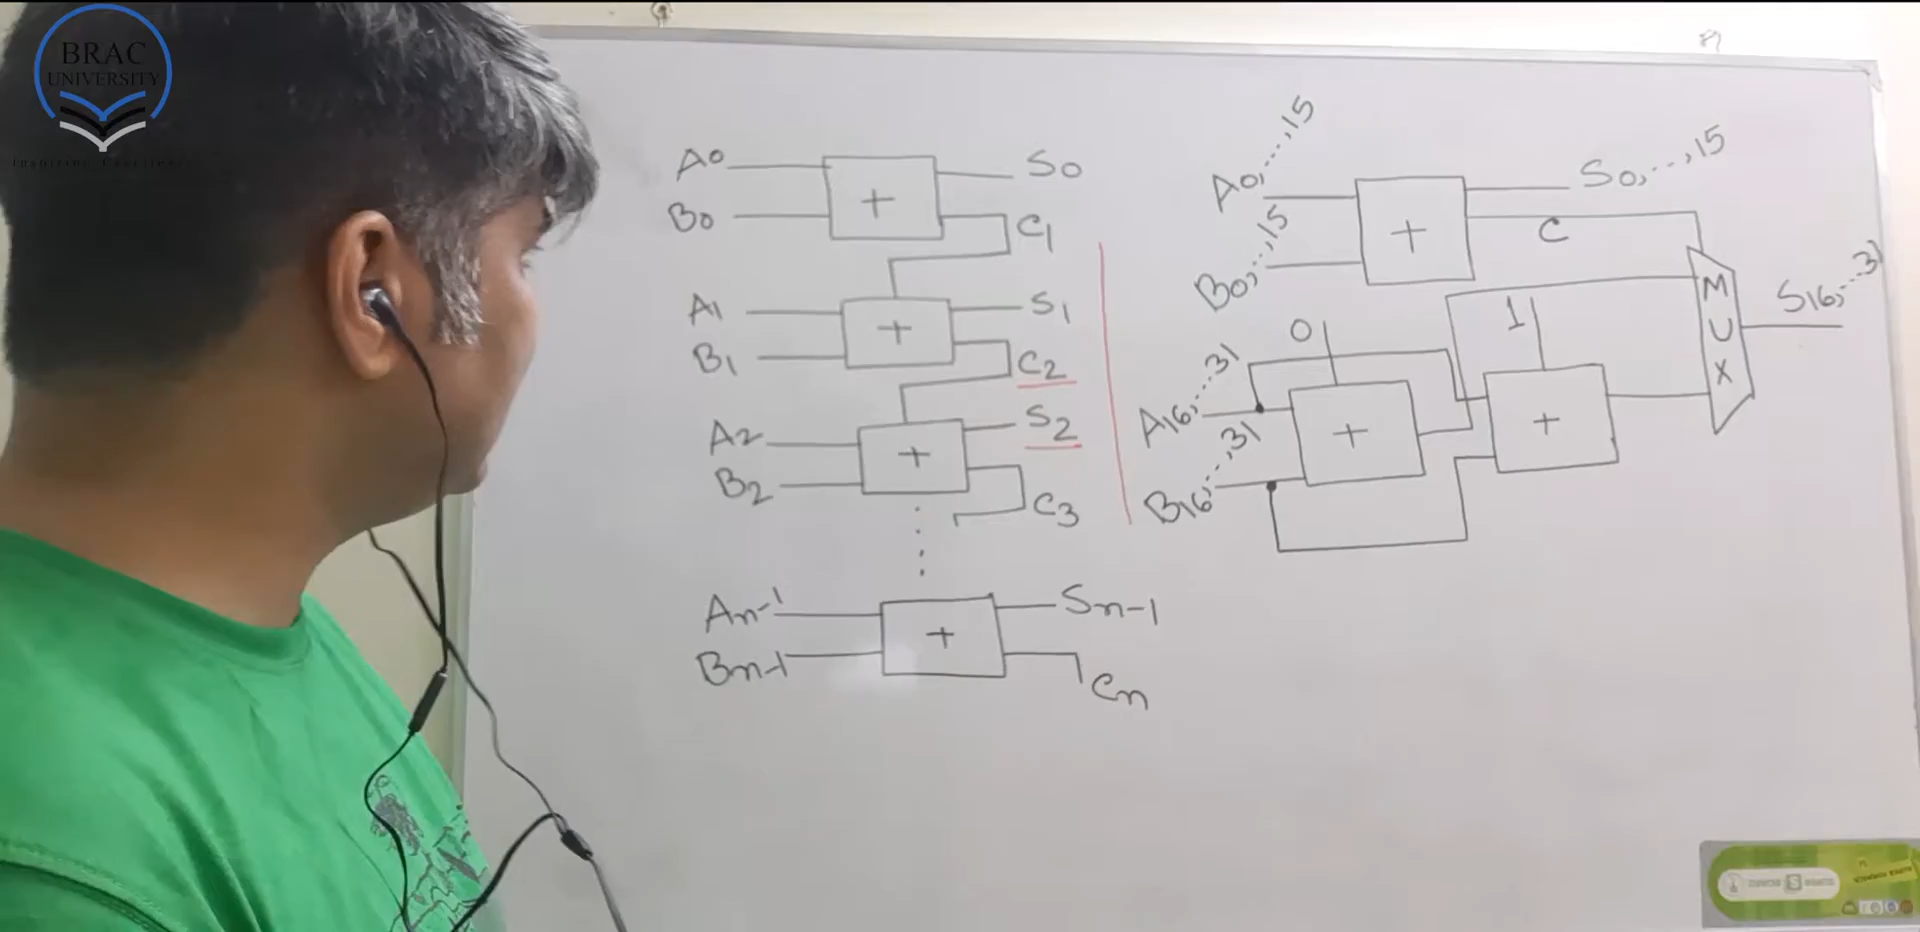 BRAC
UNIVERSITY
A0
B0
+
S0
C1
A1
B1
+
S1
C2
A2
B2
+
S2
C3
An-1
Bn-1
+
Sn-1
Cn
A0,....,15
B0,...,15
+
S0,...,15
C
0
1
A16,....31
B16,...,31
+
+
MUX
S16,...31